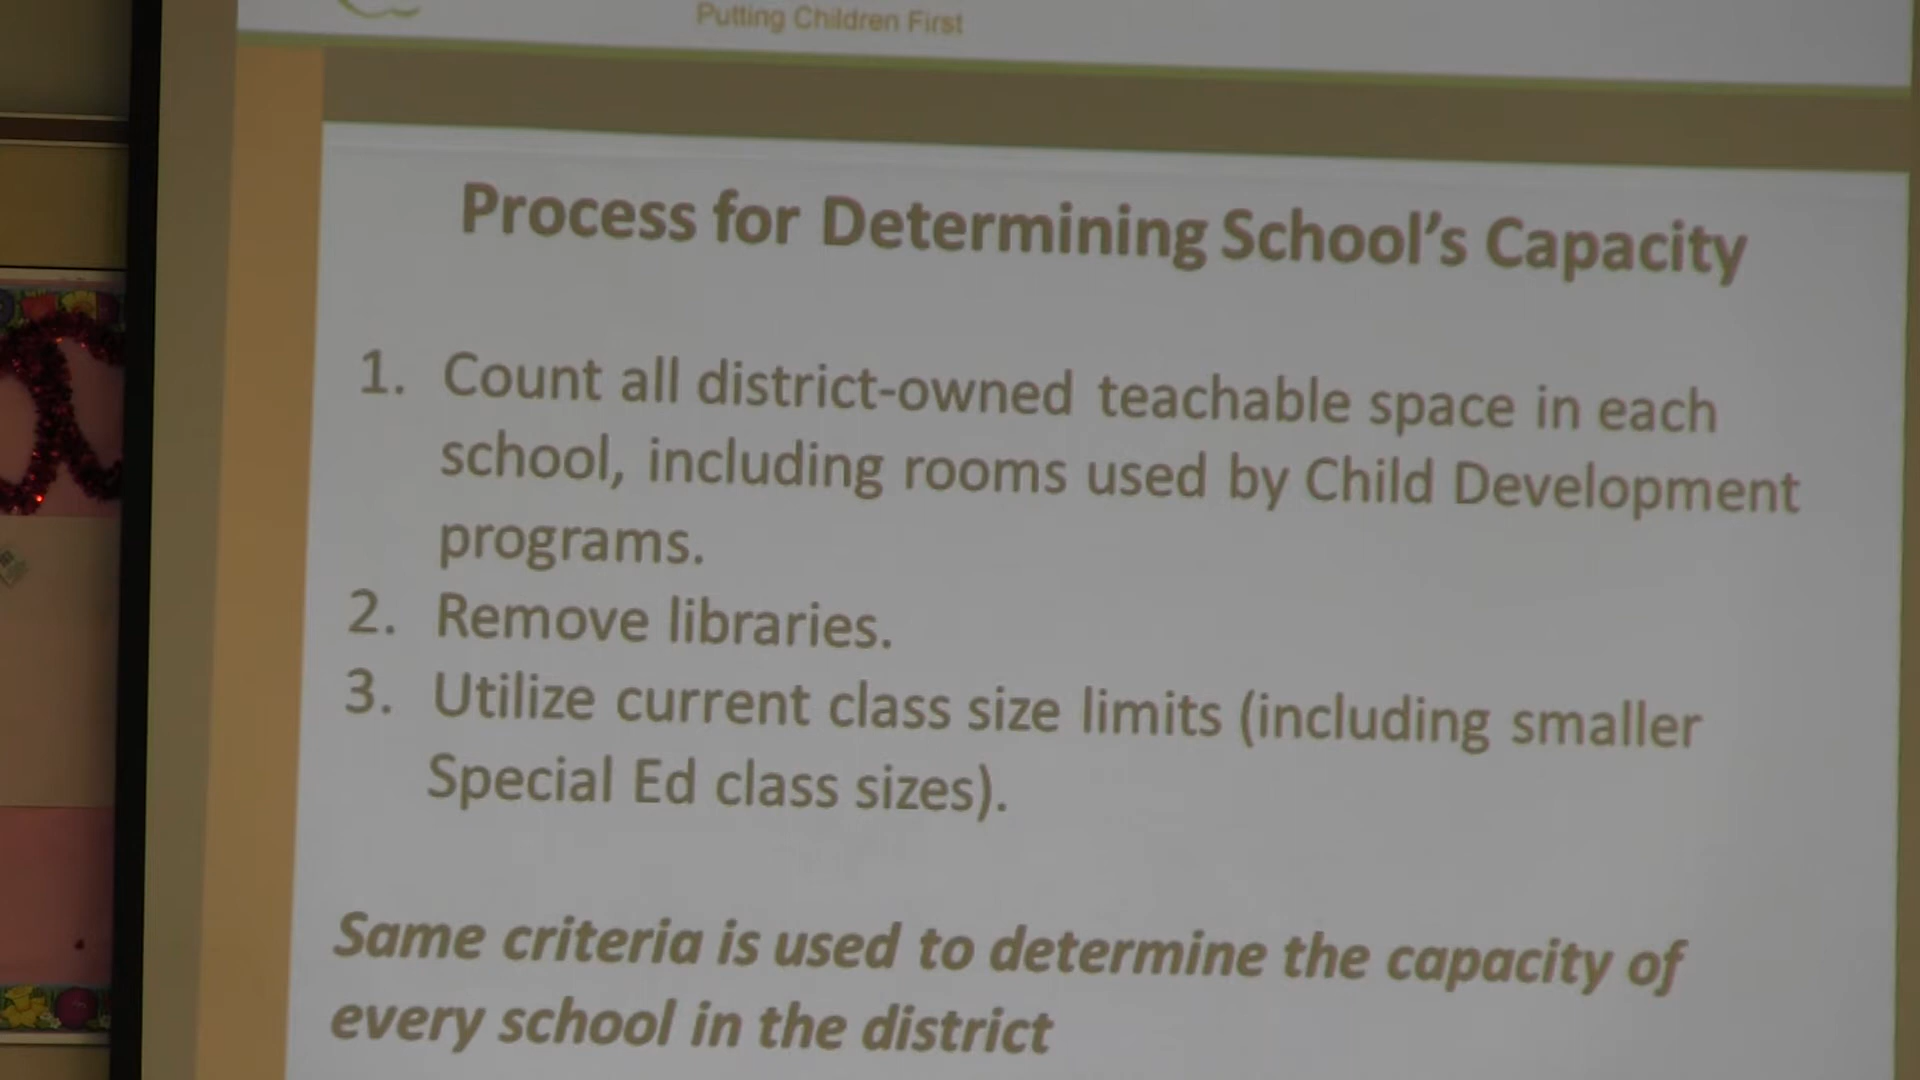 Putting Children First
Process for Determining School's Capacity
1. Count all district-owned teachable space in each
school, including rooms used by Child Development
programs.
2. Remove libraries.
3. Utilize current class size limits (including smaller
Special Ed class sizes).
Same criteria is used to determine the capacity of
every school in the district